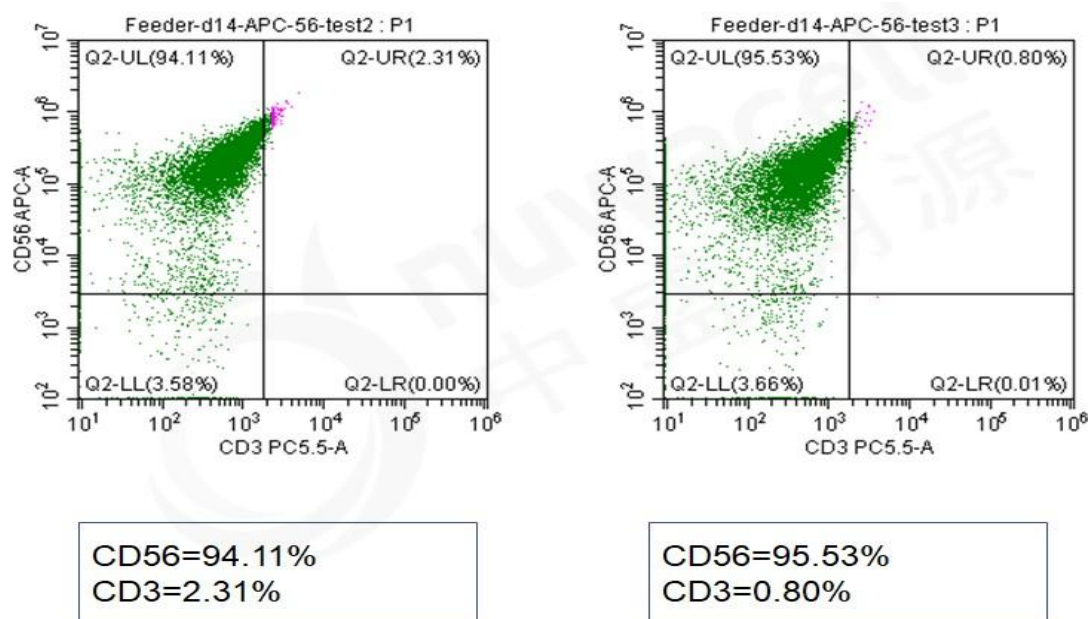 Feeder-d14-APC-56-test2 : P1
Q2-UL(94.11%)
Q2-UR(2.31%)
Q2-LL(3.58%)
Q2-LR(0.00%)
CD56 APC-A
10^7
10^6
10^5
10^4
10^3
10^2
10^1 10^2 10^3 10^4 10^5 10^6
CD3 PC5.5-A
CD56=94.11%
CD3=2.31%
Feeder-d14-APC-56-test3 : P1
Q2-UL(95.53%)
Q2-UR(0.80%)
Q2-LL(3.66%)
Q2-LR(0.01%)
CD56 APC-A
10^7
10^6
10^5
10^4
10^3
10^2
10^1 10^2 10^3 10^4 10^5 10^6
CD3 PC5.5-A
CD56=95.53%
CD3=0.80%
nuvacell